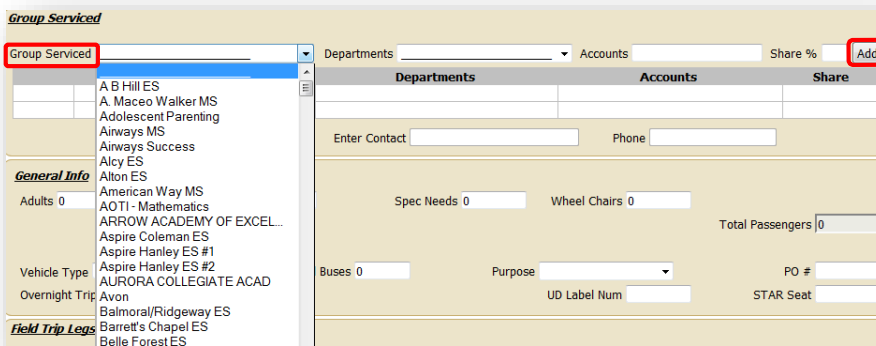 Group Serviced
Group Serviced Departments Accounts Share % Add
Departments Accounts Share
A B Hill ES
A. Maceo Walker MS
Adolescent Parenting
Airways MS
Airways Success
Alcy ES
Alton ES
American Way MS
AOTI - Mathematics
ARROW ACADEMY OF EXCEL...
Aspire Coleman ES
Aspire Hanley ES #1
Aspire Hanley ES #2
AURORA COLLEGIATE ACAD
Avon
Balmoral/Ridgeway ES
Barrett's Chapel ES
Belle Forest ES
Enter Contact Phone
General Info
Adults 0 Spec Needs 0 Wheel Chairs 0
Total Passengers 0
Vehicle Type Buses 0 Purpose PO #
Overnight Trip UD Label Num STAR Seat
Field Trip Legs